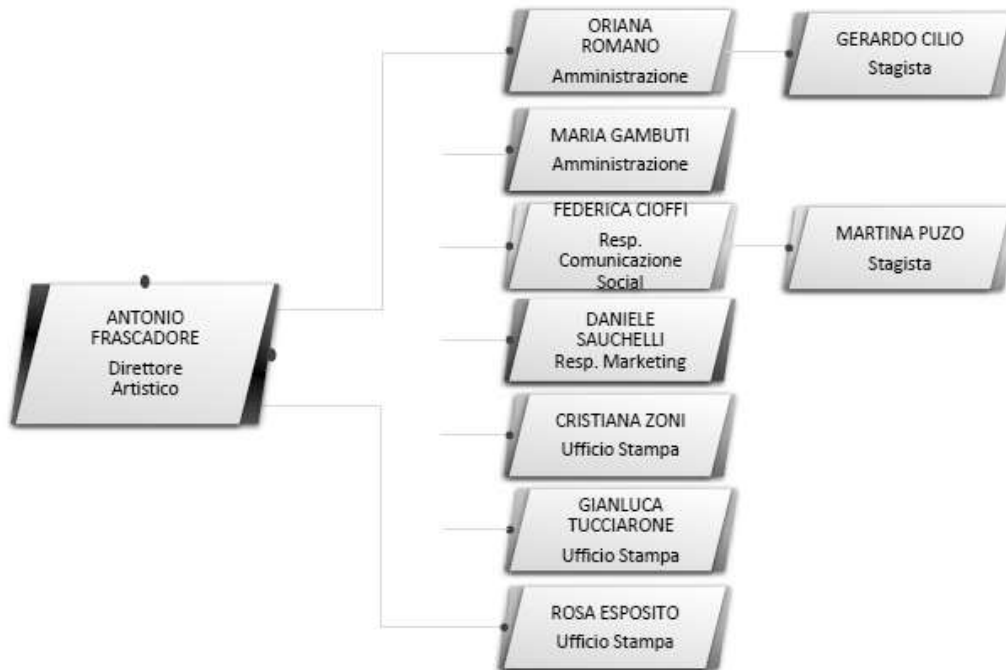 ORIANA
ROMANO
Amministrazione
GERARDO CILIO
Stagista
MARIA GAMBUTI
Amministrazione
FEDERICA CIOFFI
Resp.
Comunicazione
Social
MARTINA PUZO
Stagista
ANTONIO
FRASCADORE
Direttore
Artistico
DANIELE
SAUCHELLI
Resp. Marketing
CRISTIANA ZONI
Ufficio Stampa
GIANLUCA
TUCCIARONE
Ufficio Stampa
ROSA ESPOSITO
Ufficio Stampa